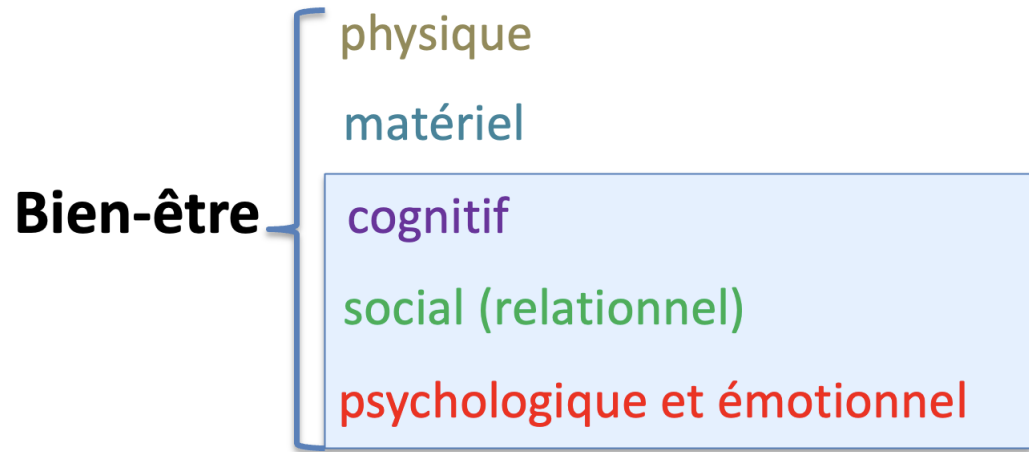 physique
matériel
Bien-être
cognitif
social (relationnel)
psychologique et émotionnel